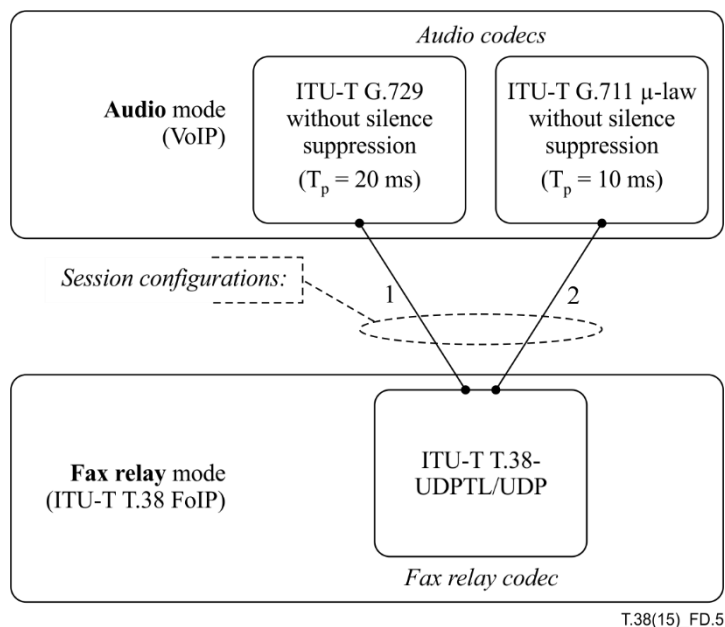 Audio codecs
Audio mode
(VoIP)
ITU-T G.729
without silence
suppression
(Tp = 20 ms)
ITU-T G.711 μ-law
without silence
suppression
(Tp = 10 ms)
Session configurations:
1
2
Fax relay mode
(ITU-T T.38 FoIP)
ITU-T T.38-
UDPTL/UDP
Fax relay codec
T.38(15)_FD.5